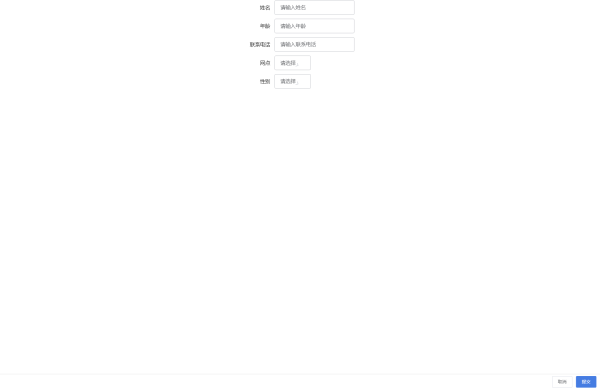 姓名 请输入姓名
年龄 请输入年龄
联系电话 请输入联系电话
网点 请选择
性别 请选择
取消 提交